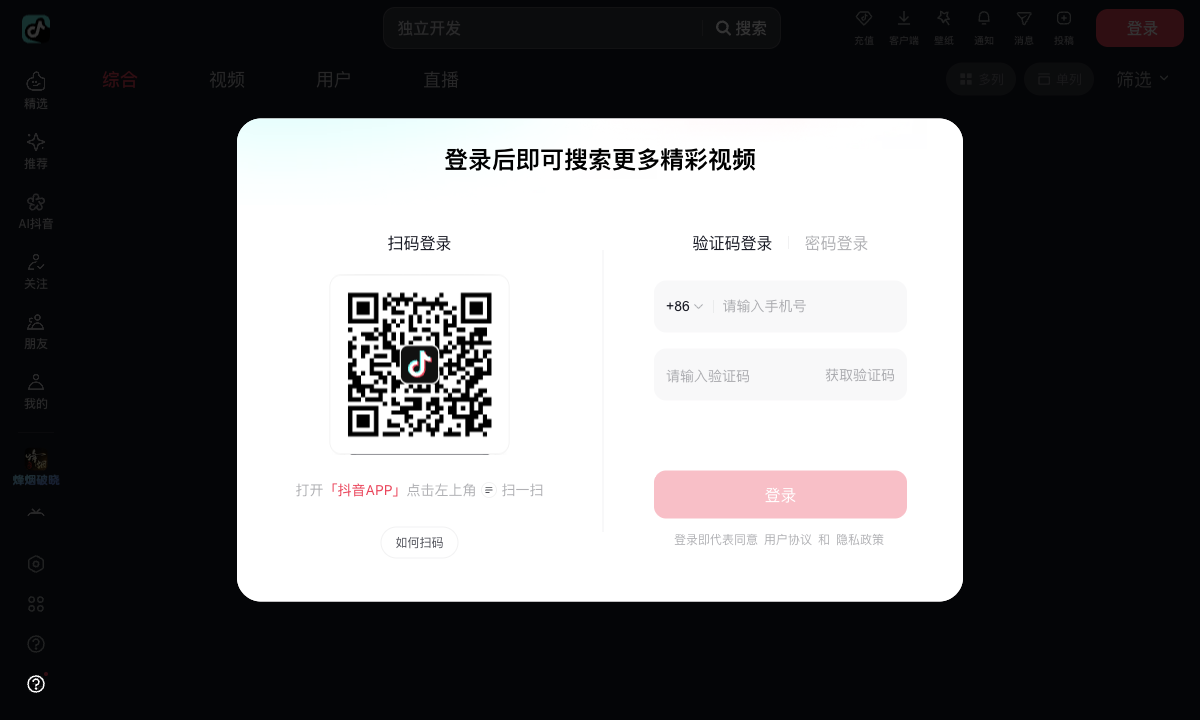 独立开发
搜索
充值
客户端
壁纸
通知
消息
投稿
登录
综合
视频
用户
直播
多列
单列
筛选
精选
推荐
AI抖音
关注
朋友
我的
烽烟破晓
登录后即可搜索更多精彩视频
扫码登录
打开「抖音APP」点击左上角 扫一扫
如何扫码
验证码登录
密码登录
+86
请输入手机号
请输入验证码
获取验证码
登录
登录即代表同意 用户协议 和 隐私政策